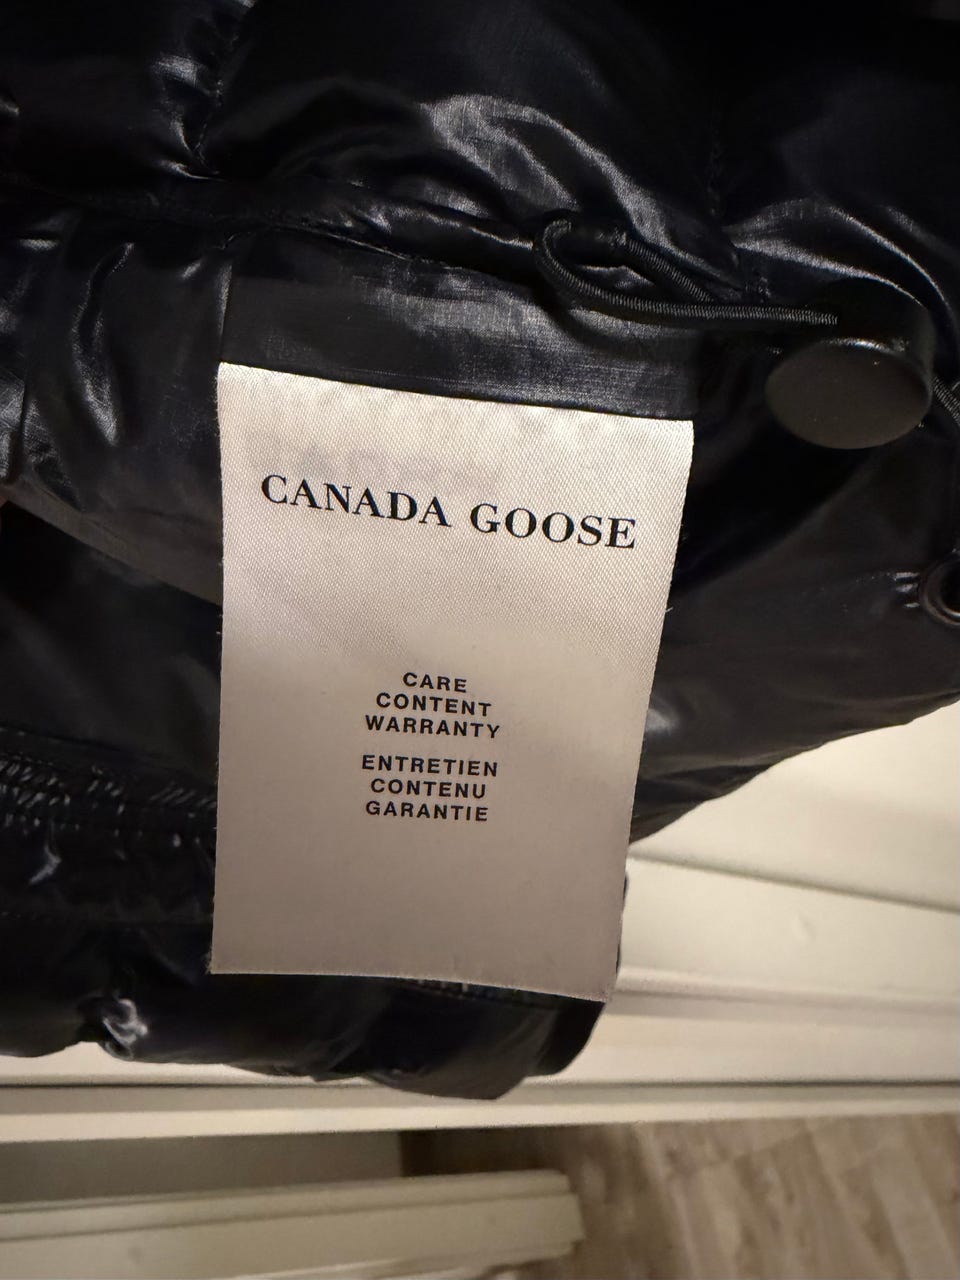 CANADA GOOSE
CARE
CONTENT
WARRANTY
ENTRETIEN
CONTENU
GARANTIE